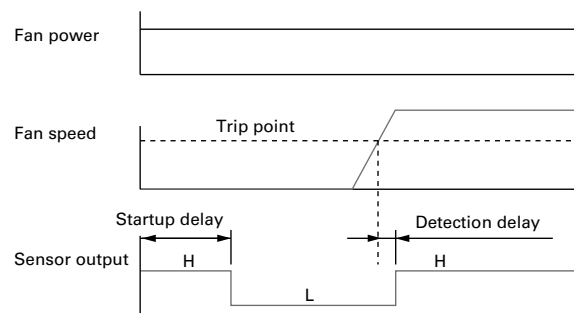 Fan power
Fan speed
Trip point
Startup delay
Detection delay
Sensor output
H
L
H